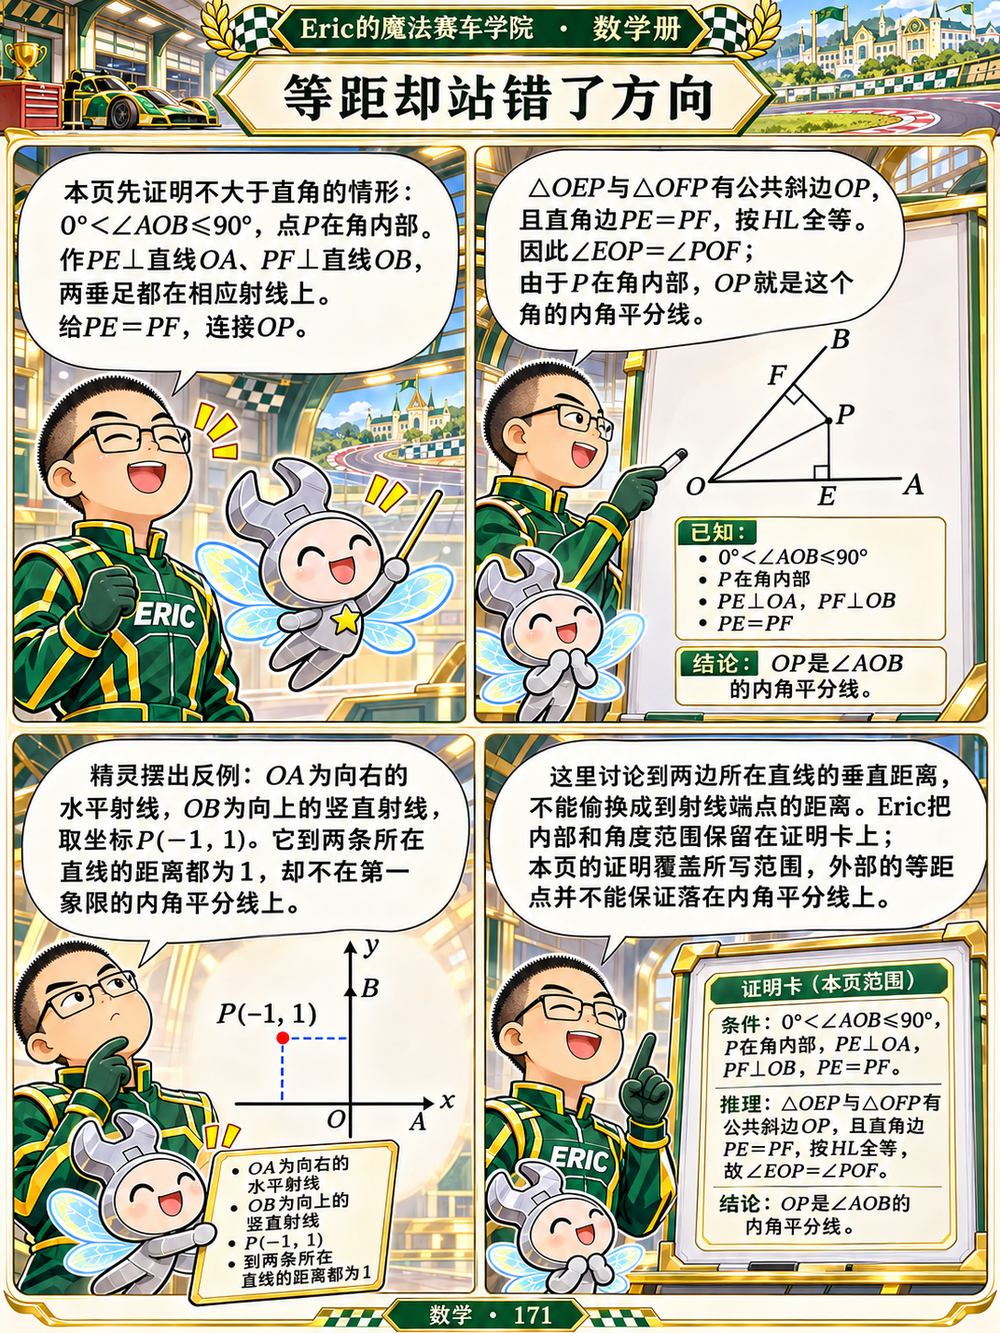 Eric的魔法赛车学院 · 数学册
等距却站错了方向
本页先证明不大于直角的情形：
0°<∠AOB≤90°，点P在角内部。
作PE⊥直线OA、PF⊥直线OB，
两垂足都在相应射线上。
给PE＝PF，连接OP。
ERIC
△OEP与△OFP有公共斜边OP，
且直角边PE＝PF，按HL全等。
因此∠EOP＝∠POF；
由于P在角内部，OP就是这个
角的内角平分线。
B
F
P
O
E
A
已知：
• 0°<∠AOB≤90°
• P在角内部
• PE⊥OA，PF⊥OB
• PE＝PF
结论： OP是∠AOB
的内角平分线。
精灵摆出反例：OA为向右的
水平射线，OB为向上的竖直射线，
取坐标P(−1, 1)。它到两条所在
直线的距离都为1，却不在第一
象限的内角平分线上。
y
B
P(−1, 1)
x
O
A
• OA为向右的
水平射线
• OB为向上的
竖直射线
• P(−1, 1)
• 到两条所在
直线的距离都为1
这里讨论到两边所在直线的垂直距离，
不能偷换成到射线端点的距离。Eric把
内部和角度范围保留在证明卡上；
本页的证明覆盖所写范围，外部的等距
点并不能保证落在内角平分线上。
ERIC
证明卡（本页范围）
条件：0°<∠AOB≤90°，
P在角内部，PE⊥OA，
PF⊥OB，PE＝PF。
推理：△OEP与△OFP有
公共斜边OP，且直角边
PE＝PF，按HL全等，
故∠EOP＝∠POF。
结论：OP是∠AOB的
内角平分线。
数学 · 171